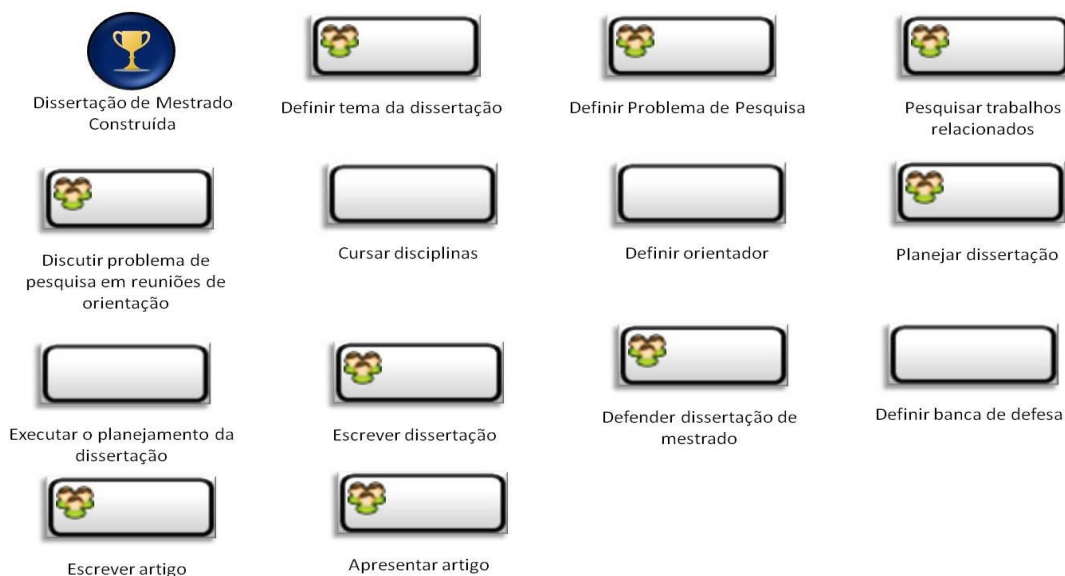 Dissertação de Mestrado
Construída
Definir tema da dissertação
Definir Problema de Pesquisa
Pesquisar trabalhos
relacionados
Discutir problema de
pesquisa em reuniões de
orientação
Cursar disciplinas
Definir orientador
Planejar dissertação
Executar o planejamento da
dissertação
Escrever dissertação
Defender dissertação de
mestrado
Definir banca de defesa
Escrever artigo
Apresentar artigo